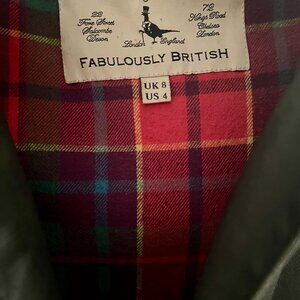 22
Fore Street
Salcombe
Devon
72
Kings Road
Chelsea
London
London England
FABULOUSLY BRITISH
UK 8
US 4